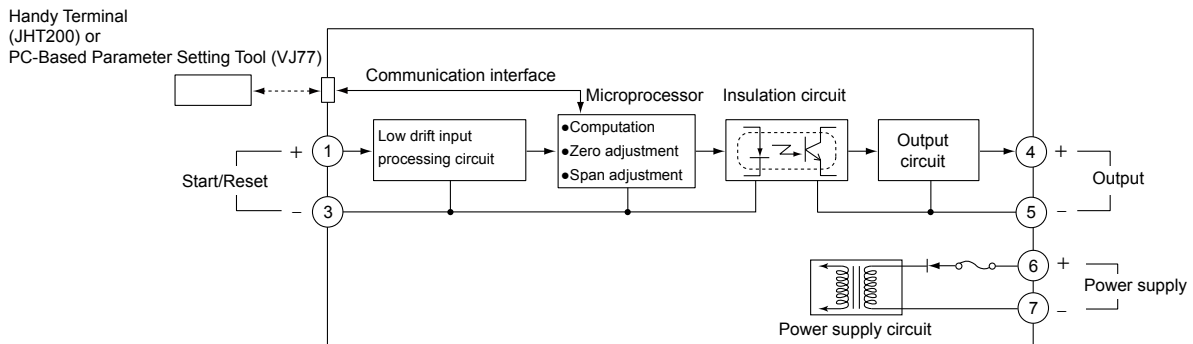 Handy Terminal
(JHT200) or
PC-Based Parameter Setting Tool (VJ77)
Communication interface
Microprocessor
Insulation circuit
●Computation
●Zero adjustment
●Span adjustment
Low drift input
processing circuit
Output
circuit
+ 1
4 +
Start/Reset
Output
− 3
5 −
6 +
Power supply
7 −
Power supply circuit